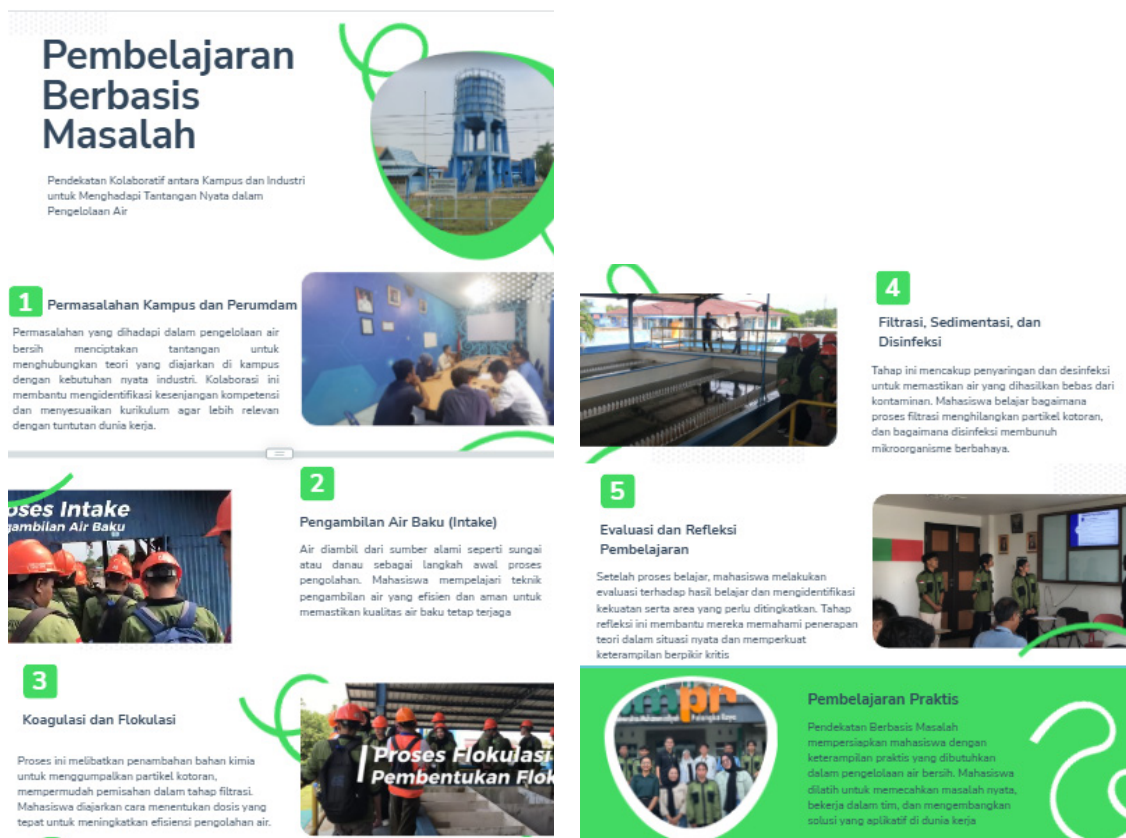 Pembelajaran
Berbasis
Masalah
Pendekatan Kolaboratif antara Kampus dan Industri
untuk Menghadapi Tantangan Nyata dalam
Pengelolaan Air
1
Permasalahan Kampus dan Perumdam
Permasalahan yang dihadapi dalam pengelolaan air
bersih menciptakan tantangan untuk
menghubungkan teori yang diajarkan di kampus
dengan kebutuhan nyata industri. Kolaborasi ini
membantu mengidentifikasi kesenjangan kompetensi
dan menyesuaikan kurikulum agar lebih relevan
dengan tuntutan dunia kerja.
oses Intake
gambilan Air Baku
2
Pengambilan Air Baku (Intake)
Air diambil dari sumber alami seperti sungai
atau danau sebagai langkah awal proses
pengolahan. Mahasiswa mempelajari teknik
pengambilan air yang efisien dan aman untuk
memastikan kualitas air baku tetap terjaga
3
Koagulasi dan Flokulasi
Proses ini melibatkan penambahan bahan kimia
untuk menggumpalkan partikel kotoran,
mempermudah pemisahan dalam tahap filtrasi.
Mahasiswa diajarkan cara menentukan dosis yang
tepat untuk meningkatkan efisiensi pengolahan air.
Proses Flokulasi
Pembentukan Flok
4
Filtrasi, Sedimentasi, dan
Disinfeksi
Tahap ini mencakup penyaringan dan desinfeksi
untuk memastikan air yang dihasilkan bebas dari
kontaminan. Mahasiswa belajar bagaimana
proses filtrasi menghilangkan partikel kotoran,
dan bagaimana disinfeksi membunuh
mikroorganisme berbahaya.
5
Evaluasi dan Refleksi
Pembelajaran
Setelah proses belajar, mahasiswa melakukan
evaluasi terhadap hasil belajar dan mengidentifikasi
kekuatan serta area yang perlu ditingkatkan. Tahap
refleksi ini membantu mereka memahami penerapan
teori dalam situasi nyata dan memperkuat
keterampilan berpikir kritis
mpr
Palangka Raya
Pembelajaran Praktis
Pendekatan Berbasis Masalah
mempersiapkan mahasiswa dengan
keterampilan praktis yang dibutuhkan
dalam pengelolaan air bersih. Mahasiswa
dilatih untuk memecahkan masalah nyata,
bekerja dalam tim, dan mengembangkan
solusi yang aplikatif di dunia kerja